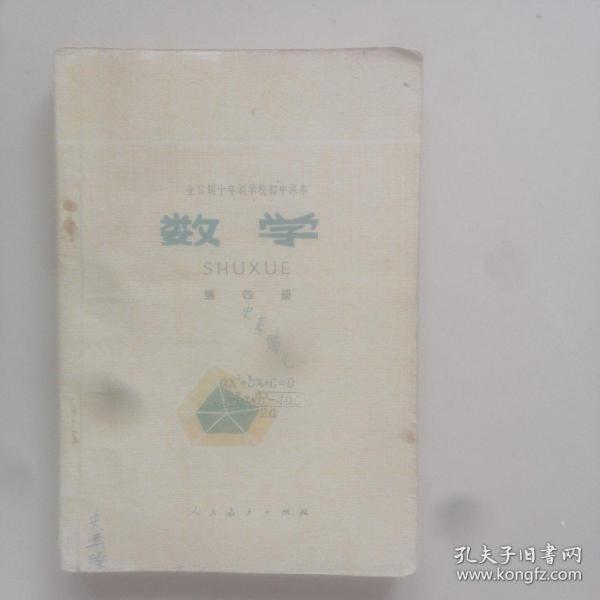 全日制十年制学校初中课本
数学
SHUXUE
第四册
ax²+bx+c=0
人民教育出版社
孔夫子旧书网
www.kongfz.com